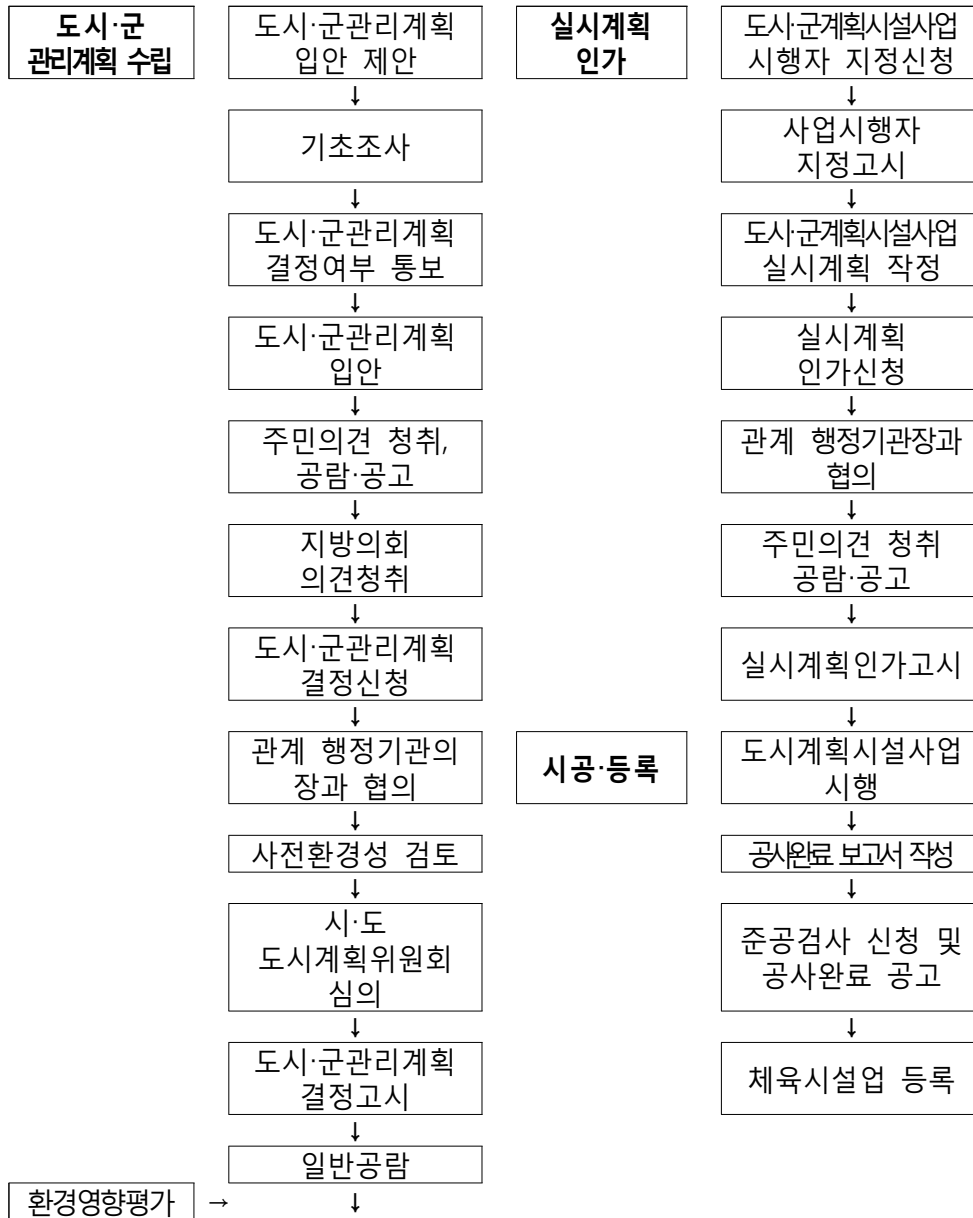 도시·군
관리계획 수립
도시·군관리계획
입안 제안
↓
기초조사
↓
도시·군관리계획
결정여부 통보
↓
도시·군관리계획
입안
↓
주민의견 청취,
공람·공고
↓
지방의회
의견청취
↓
도시·군관리계획
결정신청
↓
관계 행정기관의
장과 협의
↓
사전환경성 검토
↓
시·도
도시계획위원회
심의
↓
도시·군관리계획
결정고시
↓
일반공람
환경영향평가 → ↓
실시계획
인가
도시·군계획시설사업
시행자 지정신청
↓
사업시행자
지정고시
↓
도시·군계획시설사업
실시계획 작정
↓
실시계획
인가신청
↓
관계 행정기관장과
협의
↓
주민의견 청취
공람·공고
↓
실시계획인가고시
↓
시공·등록
도시계획시설사업
시행
↓
공사완료 보고서 작성
↓
준공검사 신청 및
공사완료 공고
↓
체육시설업 등록